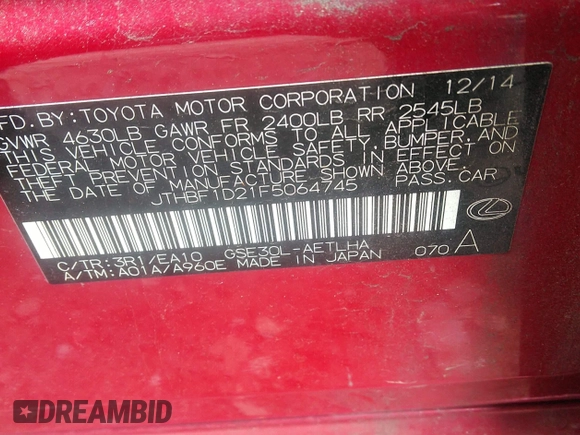 FD. BY: TOYOTA MOTOR CORPORATION 12/14
GVWR 4630LB GAWR FR 2400LB RR 2545LB
THIS VEHICLE CONFORMS TO ALL APPLICABLE
FEDERAL MOTOR VEHICLE SAFETY, BUMPER, AND
THEFT PREVENTION STANDARDS IN EFFECT ON
THE DATE OF MANUFACTURE SHOWN ABOVE.
JTHBF1D21F5064745 PASS. CAR
C/TR: 3R1/EA10 GSE30L-AETLHA
A/TM: A01A/A960E MADE IN JAPAN 070 A
DREAMBID